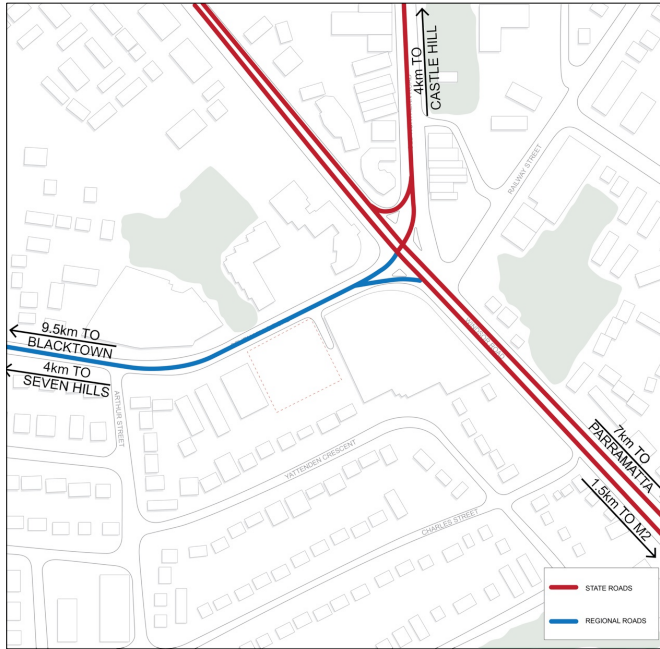 4km TO
CASTLE HILL
RAILWAY STREET
9.5km TO
BLACKTOWN
4km TO
SEVEN HILLS
ARTHUR STREET
YATTENDEN CRESCENT
CHARLES STREET
7km TO
PARRAMATTA
1.5km TO M2
STATE ROADS
REGIONAL ROADS